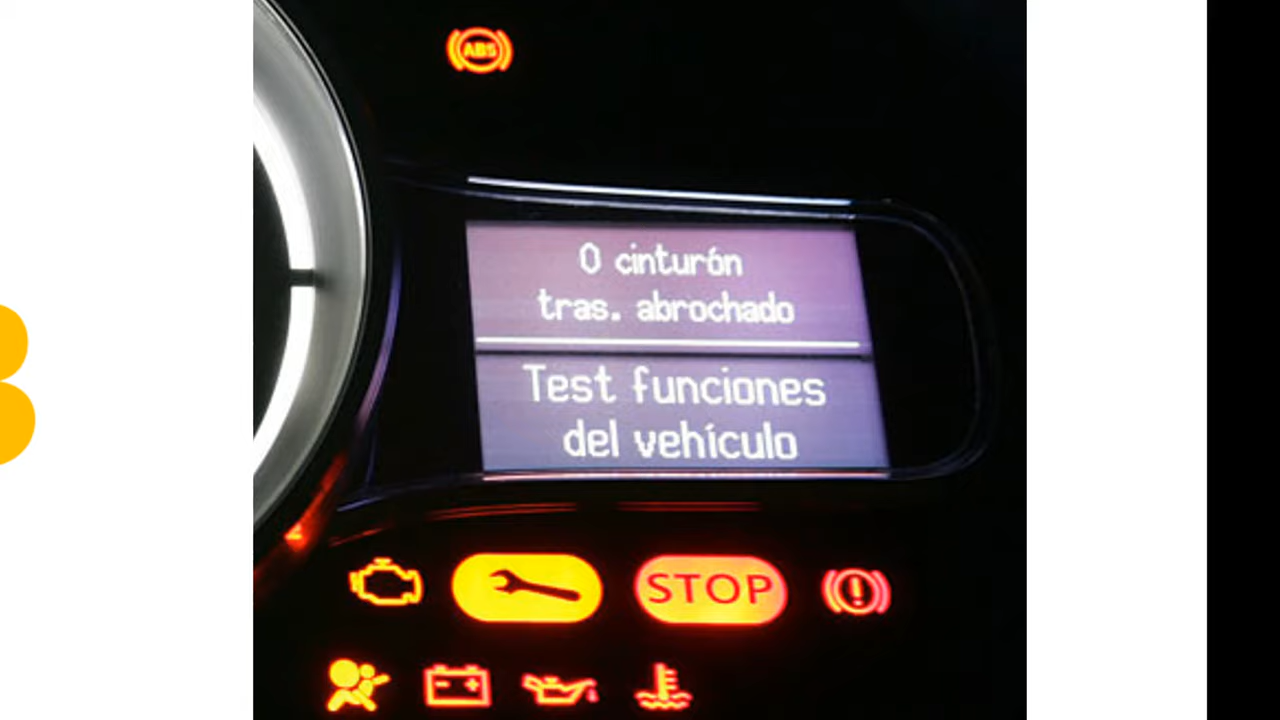 ABS
0 cinturón
tras. abrochado
Test funciones
del vehículo
STOP